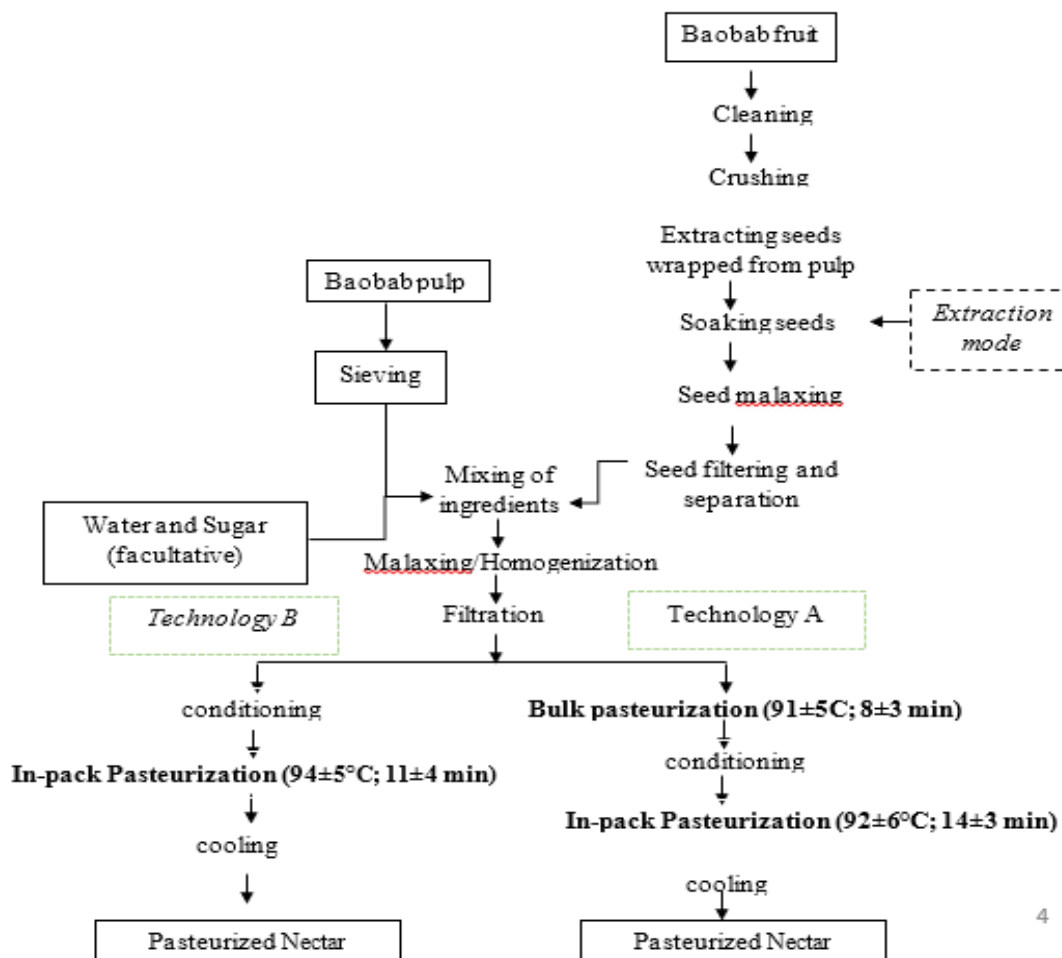 Baobab fruit
Cleaning
Crushing
Extracting seeds
wrapped from pulp
Baobab pulp
Soaking seeds
Extraction
mode
Sieving
Seed malaxing
Mixing of
ingredients
Seed filtering and
separation
Water and Sugar
(facultative)
Malaxing/Homogenization
Technology B
Filtration
Technology A
conditioning
In-pack Pasteurization (94±5°C; 11±4 min)
cooling
Pasteurized Nectar
Bulk pasteurization (91±5C; 8±3 min)
conditioning
In-pack Pasteurization (92±6°C; 14±3 min)
cooling
Pasteurized Nectar
4